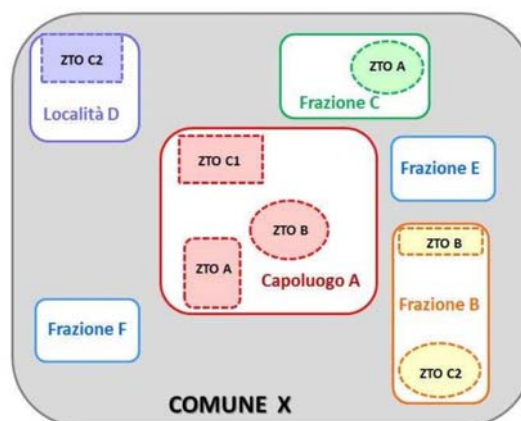 ZTO C2
Località D
ZTO A
Frazione C
ZTO C1
ZTO B
ZTO A
Capoluogo A
Frazione E
ZTO B
Frazione B
ZTO C2
Frazione F
COMUNE X